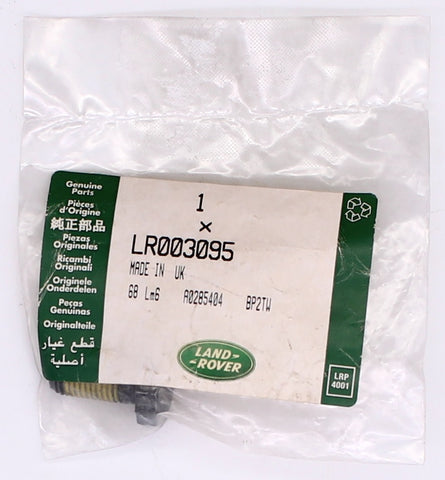 Genuine
Parts
Pièces
d'Origine
純正部品
Piezas
Originales
Ricambi
Originali
Originele
Onderdelen
Peças
Genuinas
Originalteile
قطع غيار
أصلية
1
x
LR003095
MADE IN UK
68 Lm6 A0285404 BP2TW
LAND-
-ROVER
LRP
4001